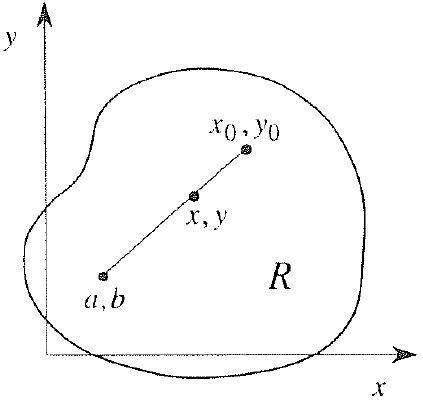 y
x₀, y₀
x, y
a, b
R
x